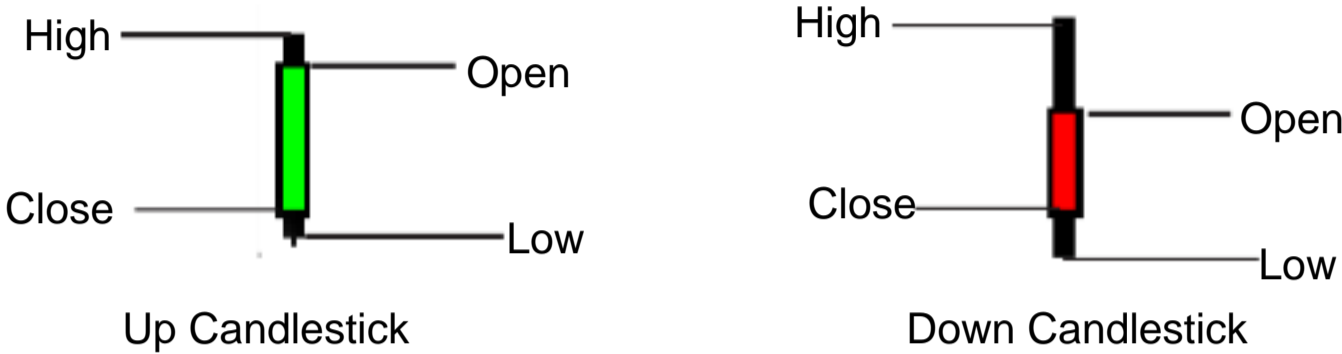 High
Open
Close
Low
Up Candlestick
High
Open
Close
Low
Down Candlestick